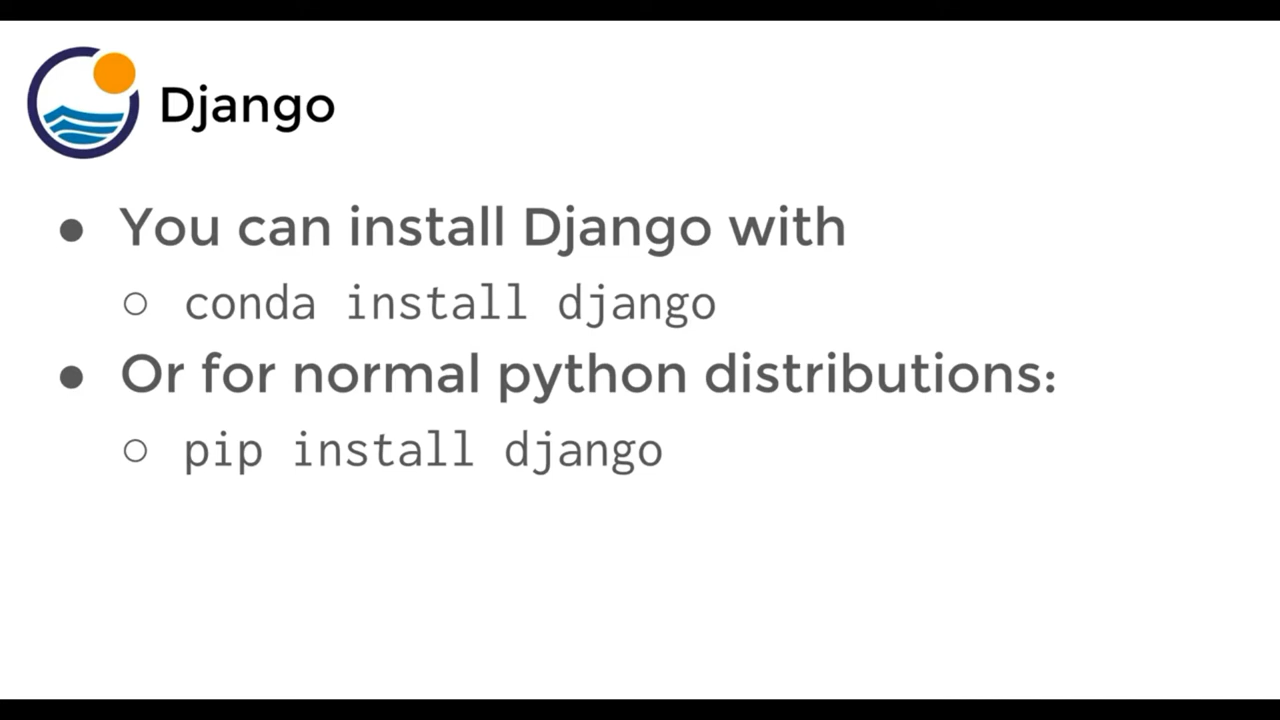 Django
● You can install Django with
○ conda install django
● Or for normal python distributions:
○ pip install django